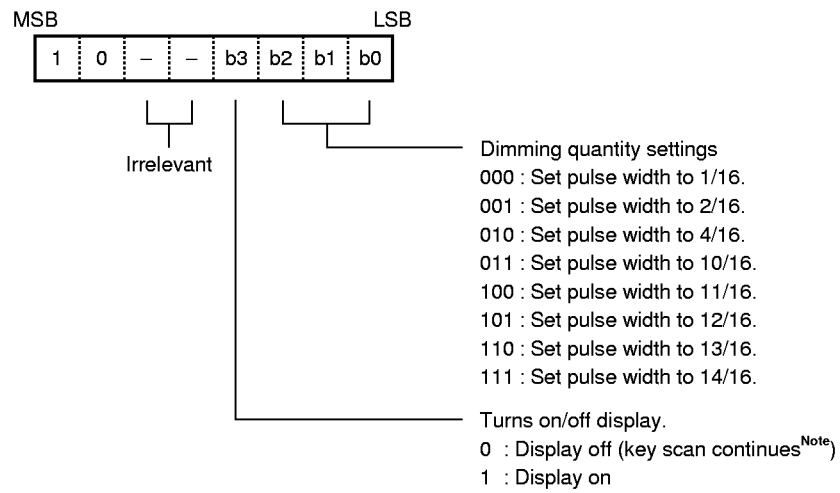 MSB LSB
1 0 – – b3 b2 b1 b0
Irrelevant
Dimming quantity settings
000 : Set pulse width to 1/16.
001 : Set pulse width to 2/16.
010 : Set pulse width to 4/16.
011 : Set pulse width to 10/16.
100 : Set pulse width to 11/16.
101 : Set pulse width to 12/16.
110 : Set pulse width to 13/16.
111 : Set pulse width to 14/16.
Turns on/off display.
0 : Display off (key scan continuesNote)
1 : Display on